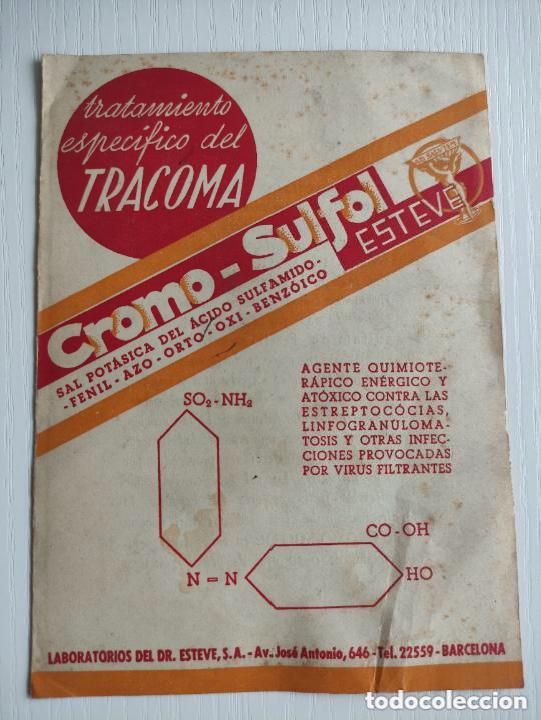 tratamiento
específico del
TRACOMA
Cromo-Sulfol
ESTEVE
SAL POTÁSICA DEL ÁCIDO SULFAMIDO-
-FENIL-AZO-ORTO-OXI-BENZÓICO
AGENTE QUIMIOTE-
RÁPICO ENÉRGICO Y
ATÓXICO CONTRA LAS
ESTREPTOCÓCIAS,
LINFOGRANULOMA-
TOSIS Y OTRAS INFEC-
CIONES PROVOCADAS
POR VIRUS FILTRANTES
SO₂-NH₂
CO-OH
N = N
HO
LABORATORIOS DEL DR. ESTEVE, S.A. - Av. José Antonio, 646 - Tel. 22559 - BARCELONA
todocoleccion.net